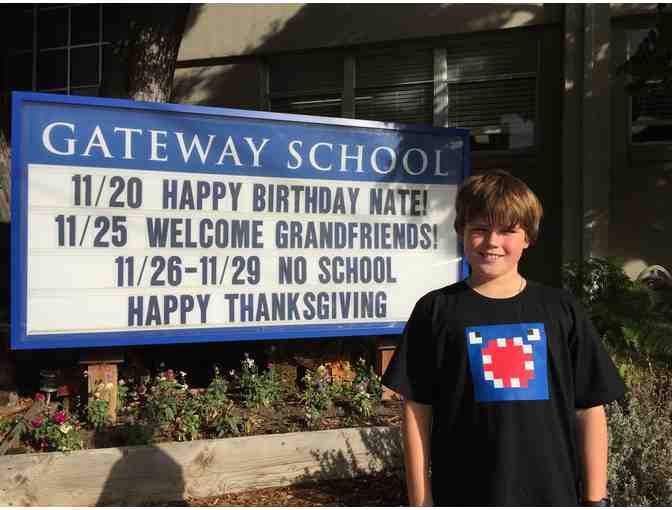 GATEWAY SCHOOL
11/20 HAPPY BIRTHDAY NATE!
11/25 WELCOME GRANDFRIENDS!
11/26-11/29 NO SCHOOL
HAPPY THANKSGIVING